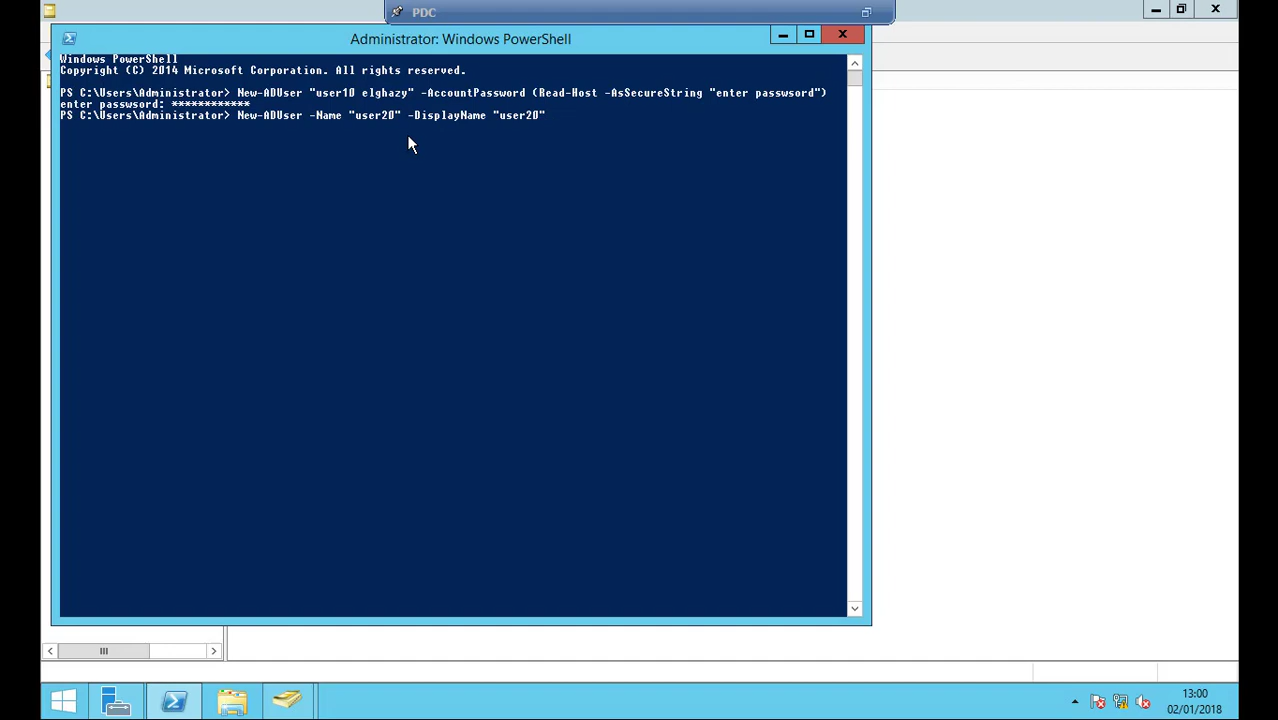 PDC
Administrator: Windows PowerShell
Windows PowerShell
Copyright (C) 2014 Microsoft Corporation. All rights reserved.
PS C:\Users\Administrator> New-ADUser "user10 elghazy" -AccountPassword (Read-Host -AsSecureString "enter passwsord")
enter passwsord: ************
PS C:\Users\Administrator> New-ADUser -Name "user20" -DisplayName "user20"
13:00
02/01/2018